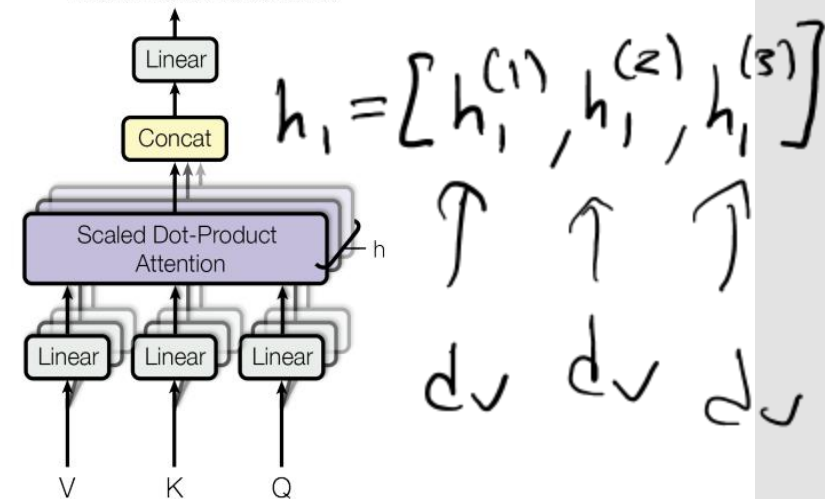 Linear
Concat
h₁ = [h₁⁽¹⁾, h₁⁽²⁾, h₁⁽³⁾]
Scaled Dot-Product
Attention
h
Linear Linear Linear
dᵥ dᵥ dᵥ
V K Q